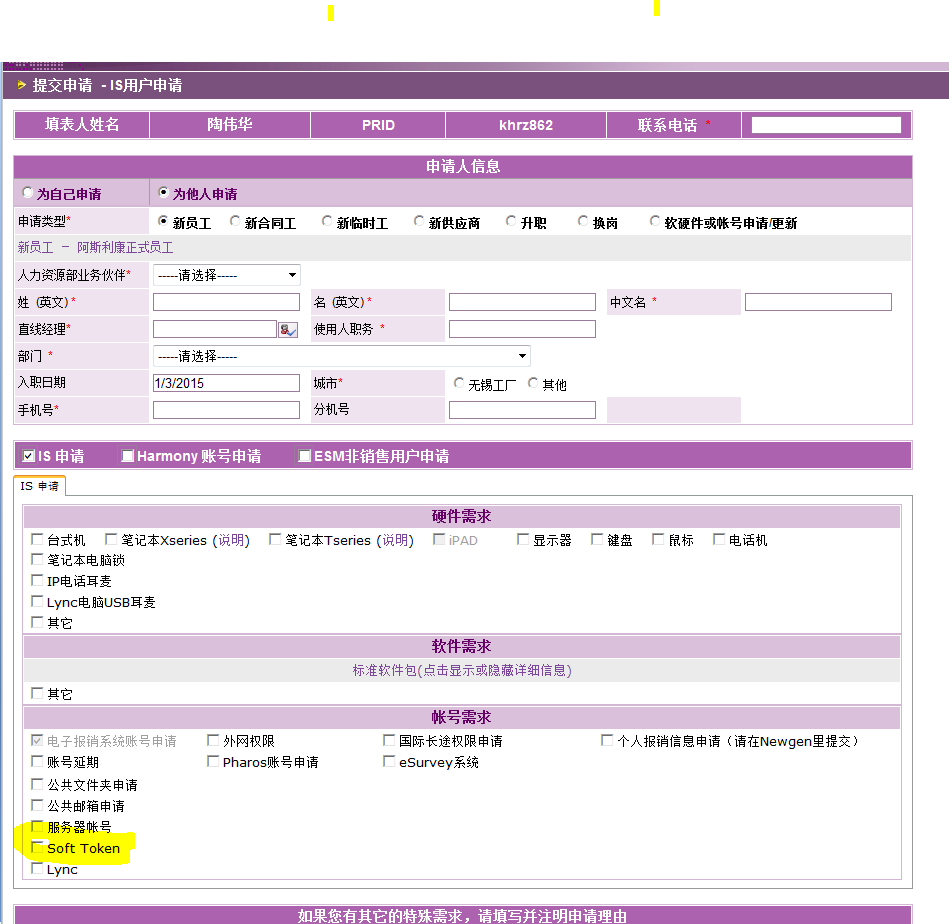 提交申请 - IS用户申请
填表人姓名 陶伟华 PRID khrz862 联系电话 *
申请人信息
为自己申请 为他人申请
申请类型* 新员工 新合同工 新临时工 新供应商 升职 换岗 软硬件或帐号申请/更新
新员工 － 阿斯利康正式员工
人力资源部业务伙伴* -----请选择-----
姓 (英文)* 名 (英文)* 中文名 *
直线经理* 使用人职务 *
部门 * -----请选择-----
入职日期 1/3/2015 城市* 无锡工厂 其他
手机号* 分机号
IS 申请 Harmony 账号申请 ESM非销售用户申请
IS 申请
硬件需求
台式机 笔记本Xseries (说明) 笔记本Tseries (说明) iPAD 显示器 键盘 鼠标 电话机
笔记本电脑锁
IP电话耳麦
Lync电脑USB耳麦
其它
软件需求
标准软件包(点击显示或隐藏详细信息)
其它
帐号需求
电子报销系统账号申请 外网权限 国际长途权限申请 个人报销信息申请（请在Newgen里提交）
账号延期 Pharos账号申请 eSurvey系统
公共文件夹申请
公共邮箱申请
服务器帐号
Soft Token
Lync
如果您有其它的特殊需求，请填写并注明申请理由